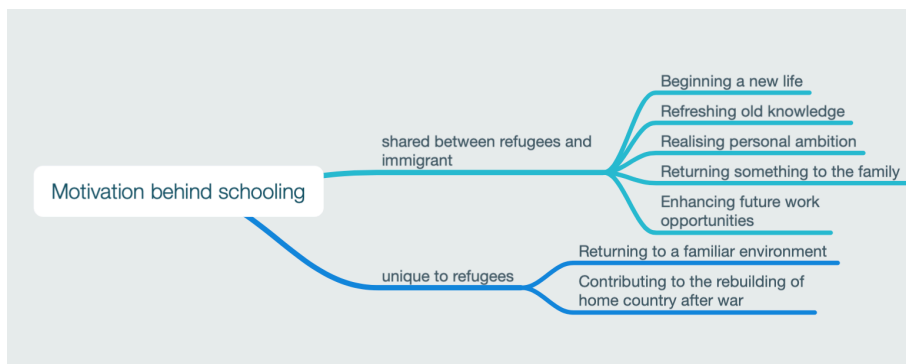 Motivation behind schooling
shared between refugees and
immigrant
Beginning a new life
Refreshing old knowledge
Realising personal ambition
Returning something to the family
Enhancing future work
opportunities
unique to refugees
Returning to a familiar environment
Contributing to the rebuilding of
home country after war